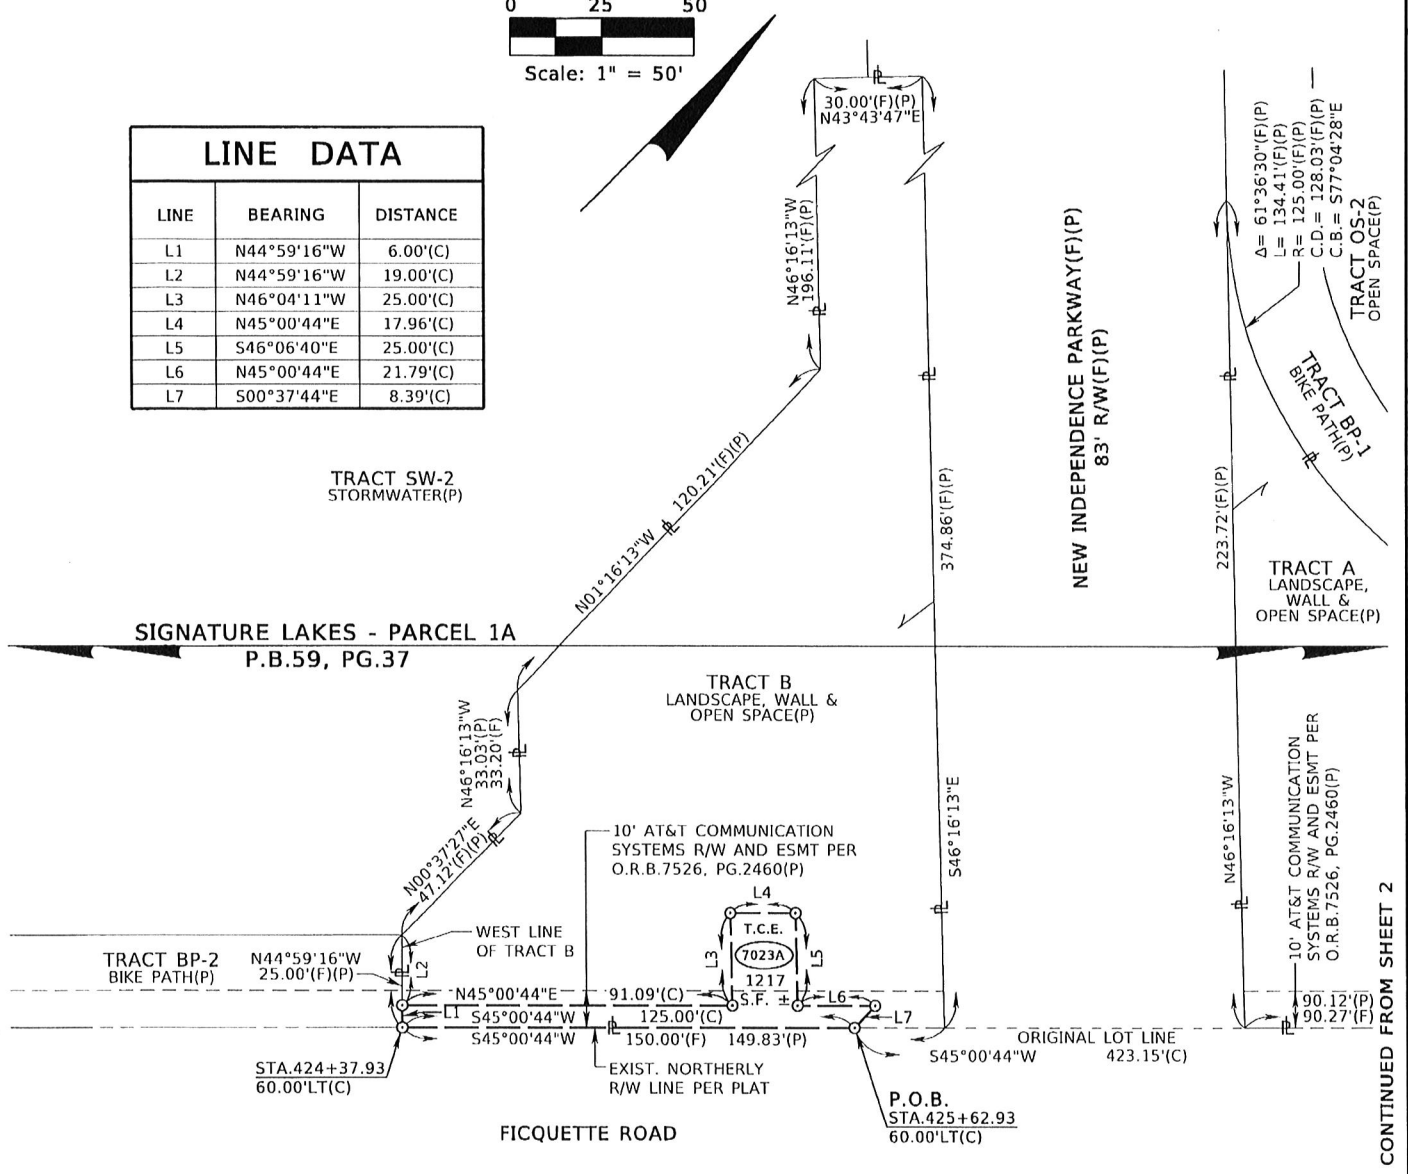 0 25 50
Scale: 1" = 50'
LINE DATA
LINE BEARING DISTANCE
L1 N44°59'16"W 6.00'(C)
L2 N44°59'16"W 19.00'(C)
L3 N46°04'11"W 25.00'(C)
L4 N45°00'44"E 17.96'(C)
L5 S46°06'40"E 25.00'(C)
L6 N45°00'44"E 21.79'(C)
L7 S00°37'44"E 8.39'(C)
30.00'(F)(P)
N43°43'47"E
N46°16'13"W
196.11'(F)(P)
NEW INDEPENDENCE PARKWAY(F)(P)
83' R/W(F)(P)
Δ= 61°36'30"(F)(P)
L= 134.41'(F)(P)
R= 125.00'(F)(P)
C.D.= 128.03'(F)(P)
C.B.= S77°04'28"E
TRACT OS-2
OPEN SPACE(P)
TRACT BP-1
BIKE PATH(P)
TRACT SW-2
STORMWATER(P)
N01°16'13"W 120.21'(F)(P)
374.86'(F)(P)
223.72'(F)(P)
TRACT A
LANDSCAPE,
WALL &
OPEN SPACE(P)
SIGNATURE LAKES - PARCEL 1A
P.B.59, PG.37
TRACT B
LANDSCAPE, WALL &
OPEN SPACE(P)
N46°16'13"W
33.03'(P)
33.20'(F)
S46°16'13"E
N46°16'13"W
10' AT&T COMMUNICATION
SYSTEMS R/W AND ESMT PER
O.R.B.7526, PG.2460(P)
N00°37'27"E
47.12'(F)(P)
10' AT&T COMMUNICATION
SYSTEMS R/W AND ESMT PER
O.R.B.7526, PG.2460(P)
L4
T.C.E.
7023A
1217
S.F. ±
L3
L5
L6
L7
WEST LINE
OF TRACT B
TRACT BP-2
BIKE PATH(P)
N44°59'16"W
25.00'(F)(P)
L2
L1
N45°00'44"E 91.09'(C)
S45°00'44"W 125.00'(C)
S45°00'44"W 150.00'(F) 149.83'(P)
90.12'(P)
90.27'(F)
ORIGINAL LOT LINE
S45°00'44"W 423.15'(C)
STA.424+37.93
60.00'LT(C)
EXIST. NORTHERLY
R/W LINE PER PLAT
P.O.B.
STA.425+62.93
60.00'LT(C)
FICQUETTE ROAD
CONTINUED FROM SHEET 2